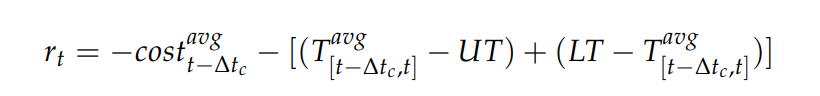 r_t = −cost^{avg}_{t−Δt_c} − [(T^{avg}_{[t−Δt_c,t]} − UT) + (LT − T^{avg}_{[t−Δt_c,t]})]